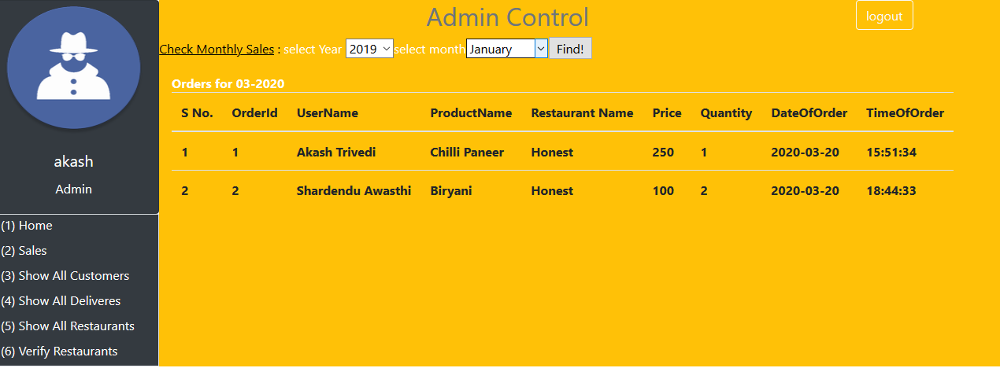 Admin Control
logout
Check Monthly Sales : select Year 2019 select month January Find!
akash
Admin
(1) Home
(2) Sales
(3) Show All Customers
(4) Show All Deliveres
(5) Show All Restaurants
(6) Verify Restaurants
Orders for 03-2020
S No. OrderId UserName ProductName Restaurant Name Price Quantity DateOfOrder TimeOfOrder
1 1 Akash Trivedi Chilli Paneer Honest 250 1 2020-03-20 15:51:34
2 2 Shardendu Awasthi Biryani Honest 100 2 2020-03-20 18:44:33